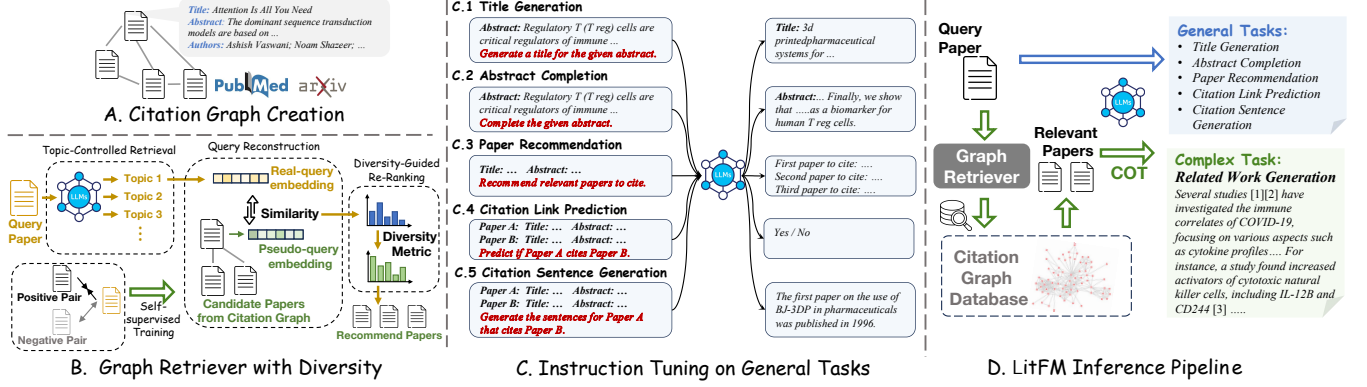 Title: Attention Is All You Need
Abstract: The dominant sequence transduction
models are based on ...
Authors: Ashish Vaswani; Noam Shazeer; ...
PubMed
arXiv
A. Citation Graph Creation
Topic-Controlled Retrieval
Query Paper
LLMs
Topic 1
Topic 2
Topic 3
Query Reconstruction
Real-query
embedding
Similarity
Pseudo-query
embedding
Candidate Papers
from Citation Graph
Diversity-Guided
Re-Ranking
Diversity
Metric
Recommend Papers
Positive Pair
Negative Pair
Self-
supervised
Training
B. Graph Retriever with Diversity
C.1 Title Generation
Abstract: Regulatory T (T reg) cells are
critical regulators of immune ...
Generate a title for the given abstract.
C.2 Abstract Completion
Abstract: Regulatory T (T reg) cells are
critical regulators of immune ...
Complete the given abstract.
C.3 Paper Recommendation
Title: ... Abstract: ...
Recommend relevant papers to cite.
C.4 Citation Link Prediction
Paper A: Title: ... Abstract: ...
Paper B: Title: ... Abstract: ...
Predict if Paper A cites Paper B.
C.5 Citation Sentence Generation
Paper A: Title: ... Abstract: ...
Paper B: Title: ... Abstract: ...
Generate the sentences for Paper A
that cites Paper B.
LLMs
Title: 3d
printedpharmaceutical
systems for ...
Abstract:... Finally, we show
that .....as a biomarker for
human T reg cells.
First paper to cite: ....
Second paper to cite: ....
Third paper to cite: ....
Yes / No
The first paper on the use of
BJ-3DP in pharmaceuticals
was published in 1996.
C. Instruction Tuning on General Tasks
Query
Paper
LLMs
Graph
Retriever
Relevant
Papers
COT
Citation
Graph
Database
General Tasks:
• Title Generation
• Abstract Completion
• Paper Recommendation
• Citation Link Prediction
• Citation Sentence
Generation
Complex Task:
Related Work Generation
Several studies [1][2] have
investigated the immune
correlates of COVID-19,
focusing on various aspects such
as cytokine profiles.... For
instance, a study found increased
activators of cytotoxic natural
killer cells, including IL-12B and
CD244 [3] .....
D. LitFM Inference Pipeline